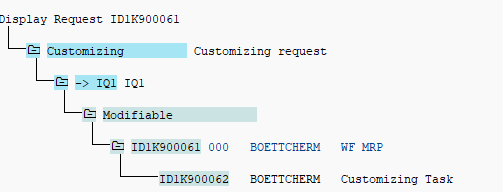 Display Request ID1K900061
Customizing Customizing request
-> IQ1 IQ1
Modifiable
ID1K900061 000 BOETTCHERM WF MRP
ID1K900062 BOETTCHERM Customizing Task